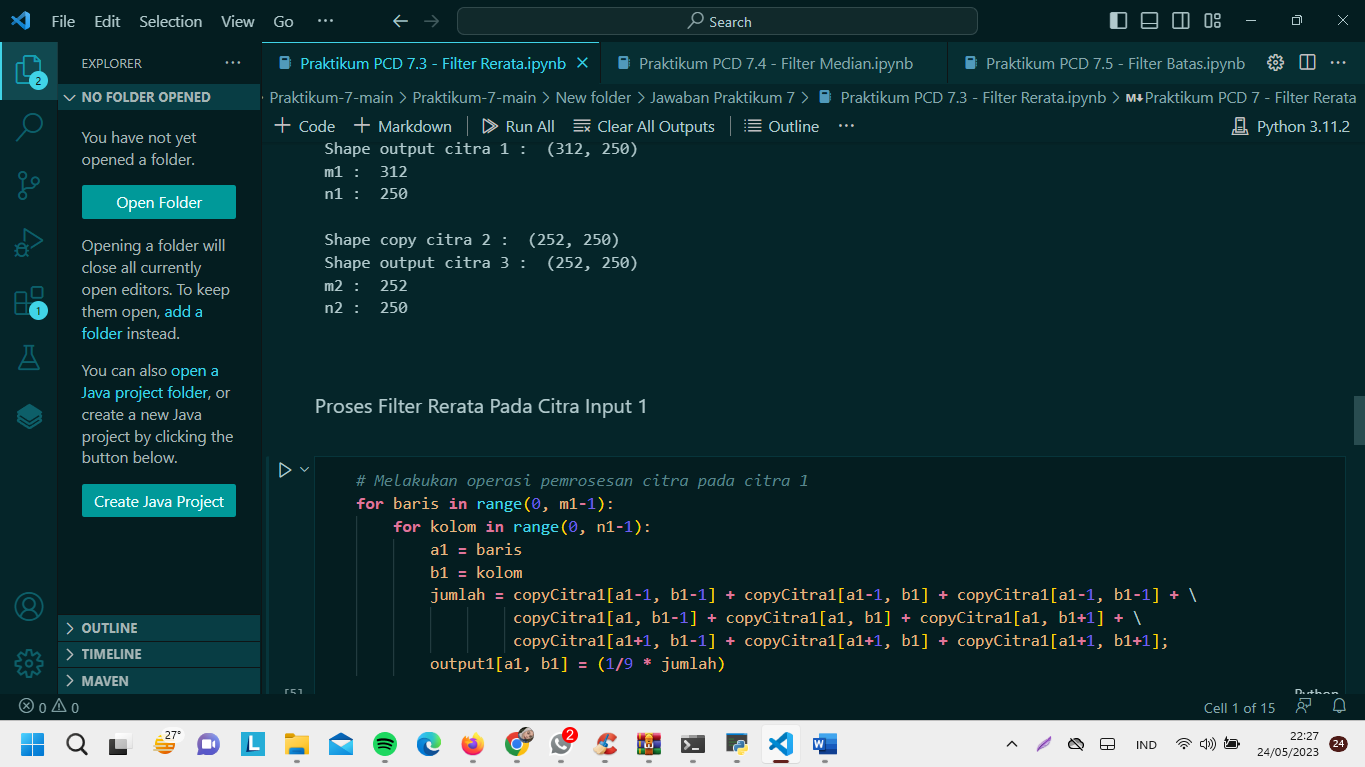 File Edit Selection View Go ···
Search
EXPLORER ···
2
NO FOLDER OPENED
You have not yet
opened a folder.
Open Folder
Opening a folder will
close all currently
open editors. To keep
them open, add a
folder instead.
1
You can also open a
Java project folder, or
create a new Java
project by clicking the
button below.
Create Java Project
OUTLINE
TIMELINE
MAVEN
Praktikum PCD 7.3 - Filter Rerata.ipynb
Praktikum PCD 7.4 - Filter Median.ipynb
Praktikum PCD 7.5 - Filter Batas.ipynb ···
Praktikum-7-main > Praktikum-7-main > New folder > Jawaban Praktikum 7 > Praktikum PCD 7.3 - Filter Rerata.ipynb > M↓Praktikum PCD 7 - Filter Rerata
+ Code + Markdown | Run All Clear All Outputs | Outline ··· Python 3.11.2
Shape output citra 1 :  (312, 250)
m1 :  312
n1 :  250
Shape copy citra 2 :  (252, 250)
Shape output citra 3 :  (252, 250)
m2 :  252
n2 :  250
Proses Filter Rerata Pada Citra Input 1
# Melakukan operasi pemrosesan citra pada citra 1
for baris in range(0, m1-1):
for kolom in range(0, n1-1):
a1 = baris
b1 = kolom
jumlah = copyCitra1[a1-1, b1-1] + copyCitra1[a1-1, b1] + copyCitra1[a1-1, b1-1] + \
copyCitra1[a1, b1-1] + copyCitra1[a1, b1] + copyCitra1[a1, b1+1] + \
copyCitra1[a1+1, b1-1] + copyCitra1[a1+1, b1] + copyCitra1[a1+1, b1+1];
output1[a1, b1] = (1/9 * jumlah)
[5] Python
0 0 Cell 1 of 15
27° L 2 W IND 22:27
24/05/2023 24